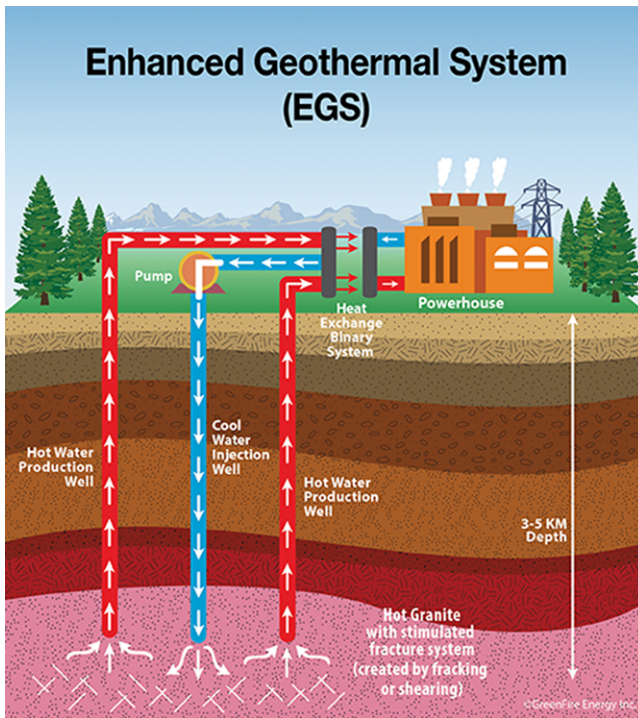 Enhanced Geothermal System
(EGS)
Pump
Heat
Exchange
Binary
System
Powerhouse
Hot Water
Production
Well
Cool
Water
Injection
Well
Hot Water
Production
Well
3-5 KM
Depth
Hot Granite
with stimulated
fracture system
(created by fracking
or shearing)
©GreenFire Energy Inc.